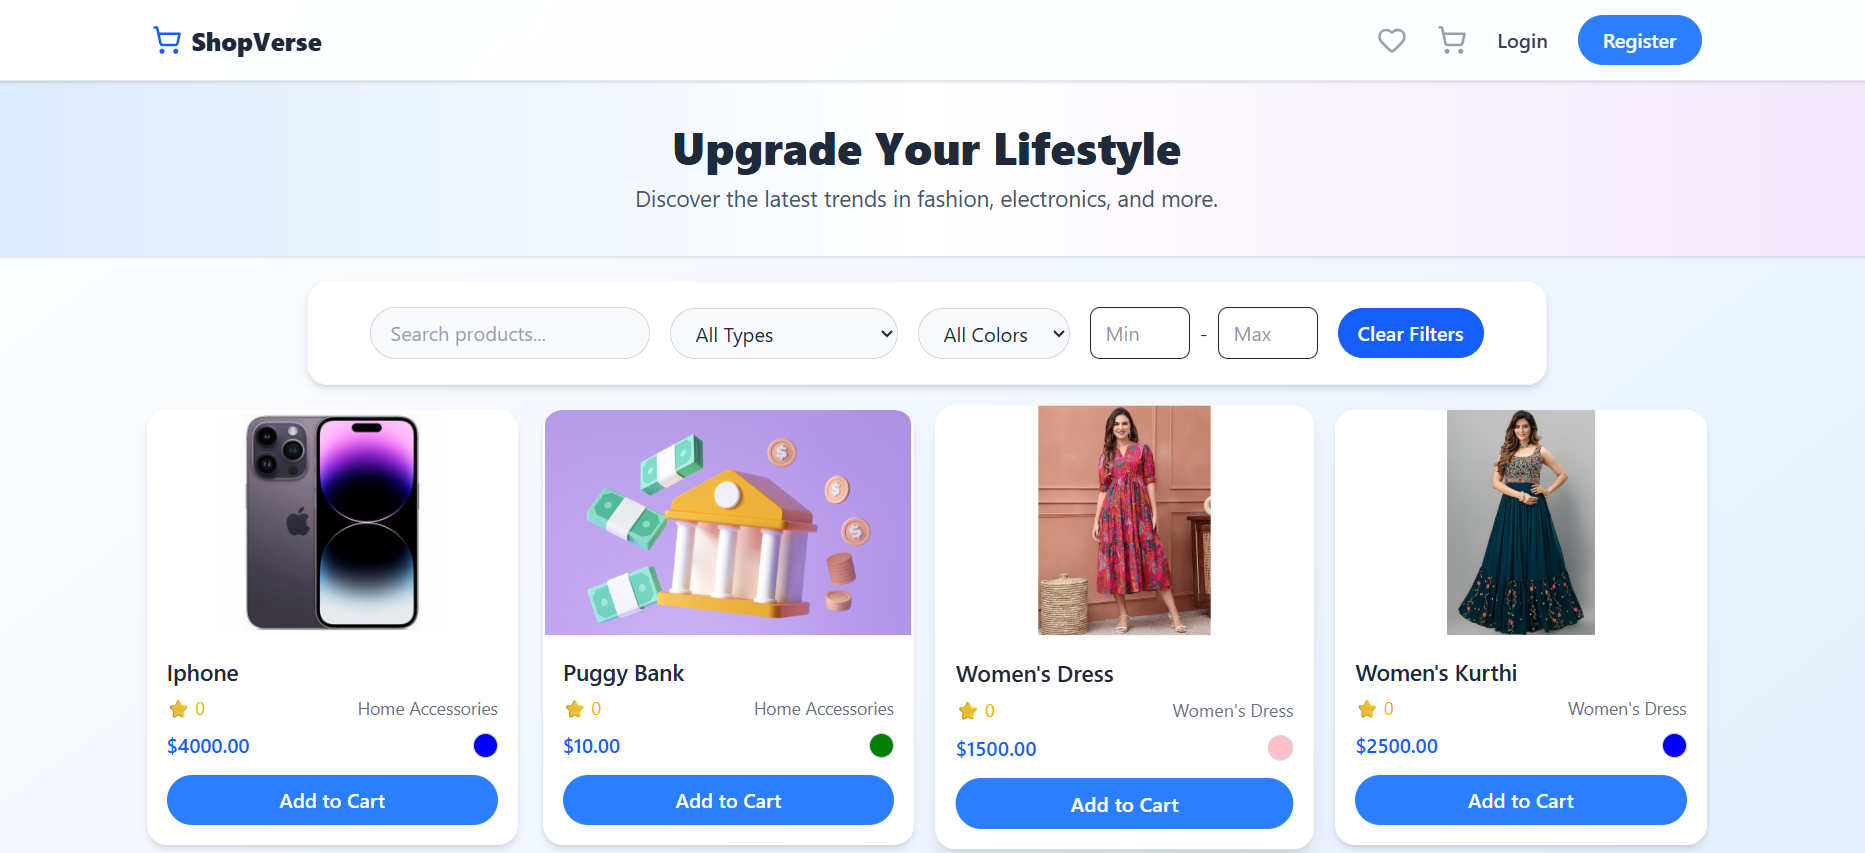 ShopVerse
Login
Register
Upgrade Your Lifestyle
Discover the latest trends in fashion, electronics, and more.
Search products...
All Types
All Colors
Min
-
Max
Clear Filters
Iphone
0
Home Accessories
$4000.00
Add to Cart
Puggy Bank
0
Home Accessories
$10.00
Add to Cart
Women's Dress
0
Women's Dress
$1500.00
Add to Cart
Women's Kurthi
0
Women's Dress
$2500.00
Add to Cart